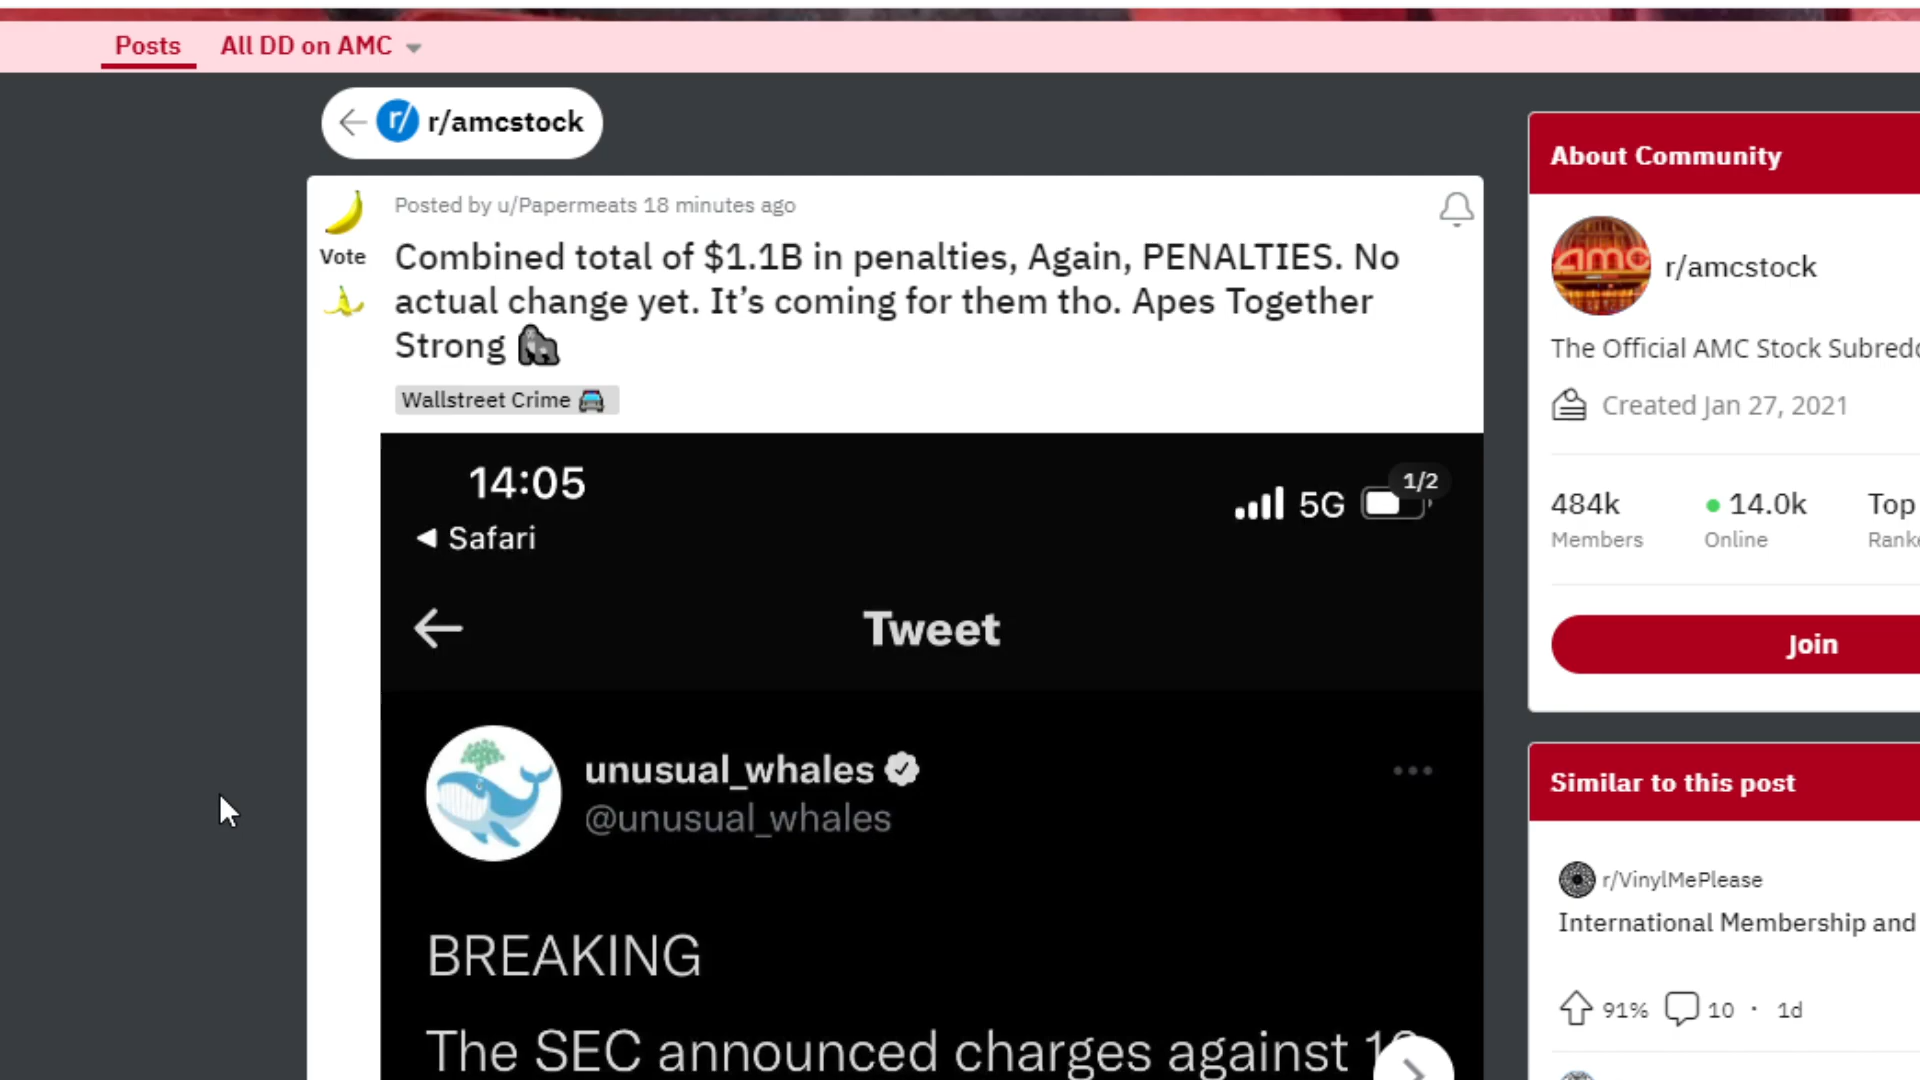 Posts All DD on AMC
r/ r/amcstock
Posted by u/Papermeats 18 minutes ago
Vote
Combined total of $1.1B in penalties, Again, PENALTIES. No
actual change yet. It's coming for them tho. Apes Together
Strong 🦍
Wallstreet Crime 🚔
14:05
5G
1/2
Safari
Tweet
unusual_whales
@unusual_whales
BREAKING
The SEC announced charges against
About Community
amc
r/amcstock
The Official AMC Stock
Created Jan 27, 2021
484k 14.0k Top
Members Online
Join
Similar to this post
r/VinylMePlease
International Membership and
91% 10 · 1d